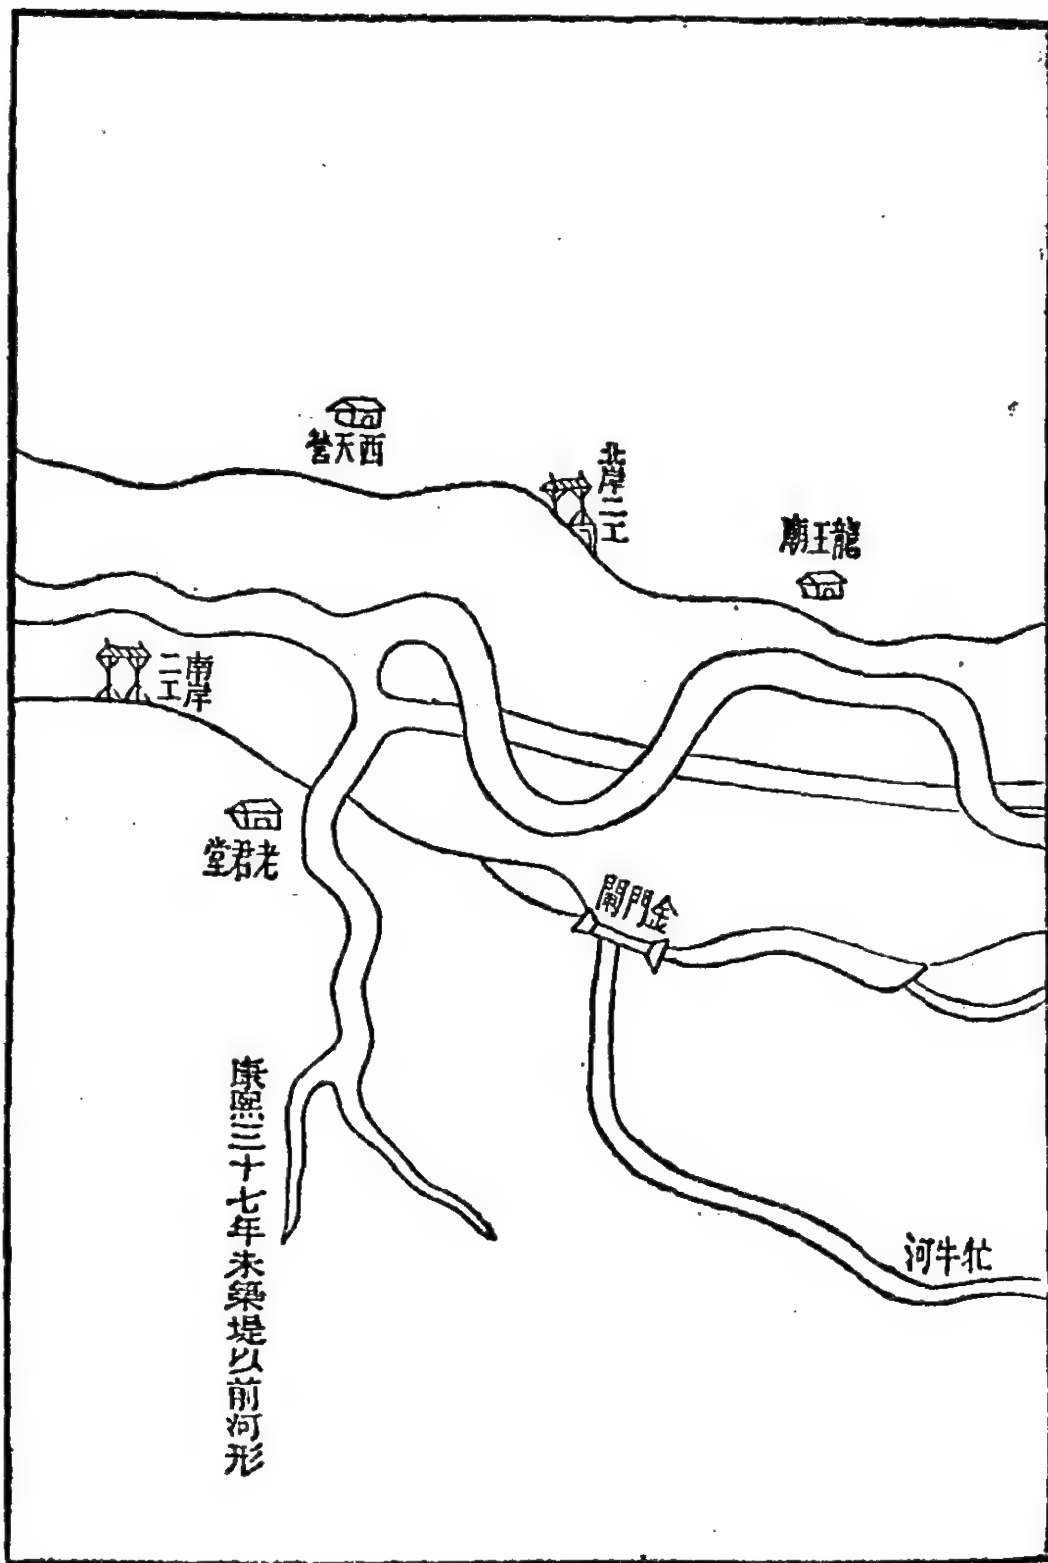 西天營
北岸二工
龍王廟
南岸
二工
老君堂
金門閘
牤牛河
康熙三十七年未築堤以前河形